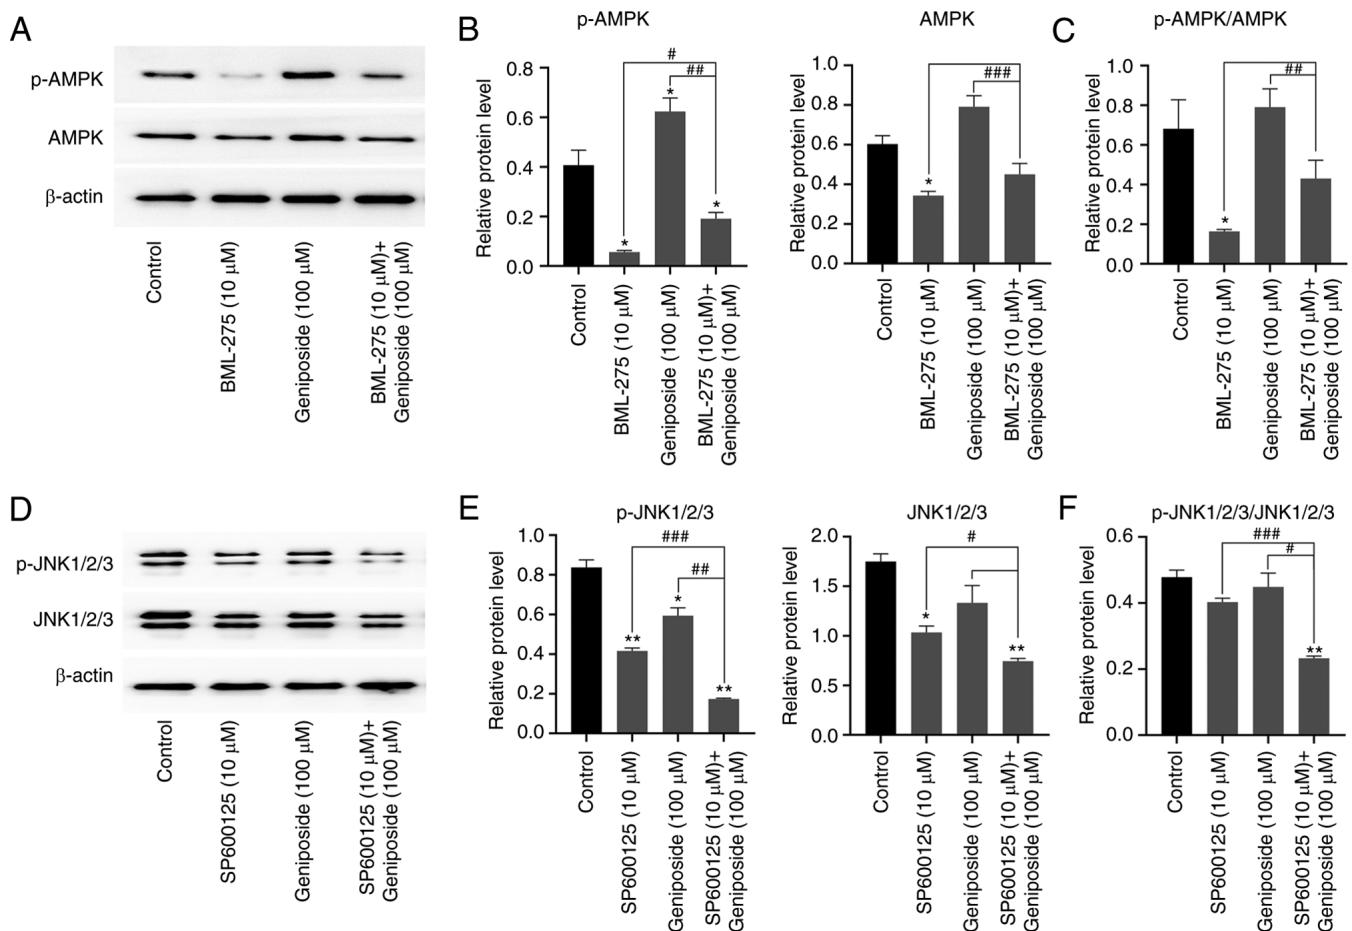 A
p-AMPK
AMPK
β-actin
Control
BML-275 (10 μM)
Geniposide (100 μM)
BML-275 (10 μM)+
Geniposide (100 μM)
B
p-AMPK
Relative protein level
0.8
0.6
0.4
0.2
0.0
#
##
*
*
*
Control
BML-275 (10 μM)
Geniposide (100 μM)
BML-275 (10 μM)+
Geniposide (100 μM)
AMPK
Relative protein level
1.0
0.8
0.6
0.4
0.2
0.0
###
*
Control
BML-275 (10 μM)
Geniposide (100 μM)
BML-275 (10 μM)+
Geniposide (100 μM)
C
p-AMPK/AMPK
1.0
0.8
0.6
0.4
0.2
0.0
##
*
Control
BML-275 (10 μM)
Geniposide (100 μM)
BML-275 (10 μM)+
Geniposide (100 μM)
D
p-JNK1/2/3
JNK1/2/3
β-actin
Control
SP600125 (10 μM)
Geniposide (100 μM)
SP600125 (10 μM)+
Geniposide (100 μM)
E
p-JNK1/2/3
Relative protein level
1.0
0.8
0.6
0.4
0.2
0.0
###
##
**
*
**
Control
SP600125 (10 μM)
Geniposide (100 μM)
SP600125 (10 μM)+
Geniposide (100 μM)
JNK1/2/3
Relative protein level
2.0
1.5
1.0
0.5
0.0
#
*
**
Control
SP600125 (10 μM)
Geniposide (100 μM)
SP600125 (10 μM)+
Geniposide (100 μM)
F
p-JNK1/2/3/JNK1/2/3
Relative protein level
0.6
0.4
0.2
0.0
###
#
**
Control
SP600125 (10 μM)
Geniposide (100 μM)
SP600125 (10 μM)+
Geniposide (100 μM)